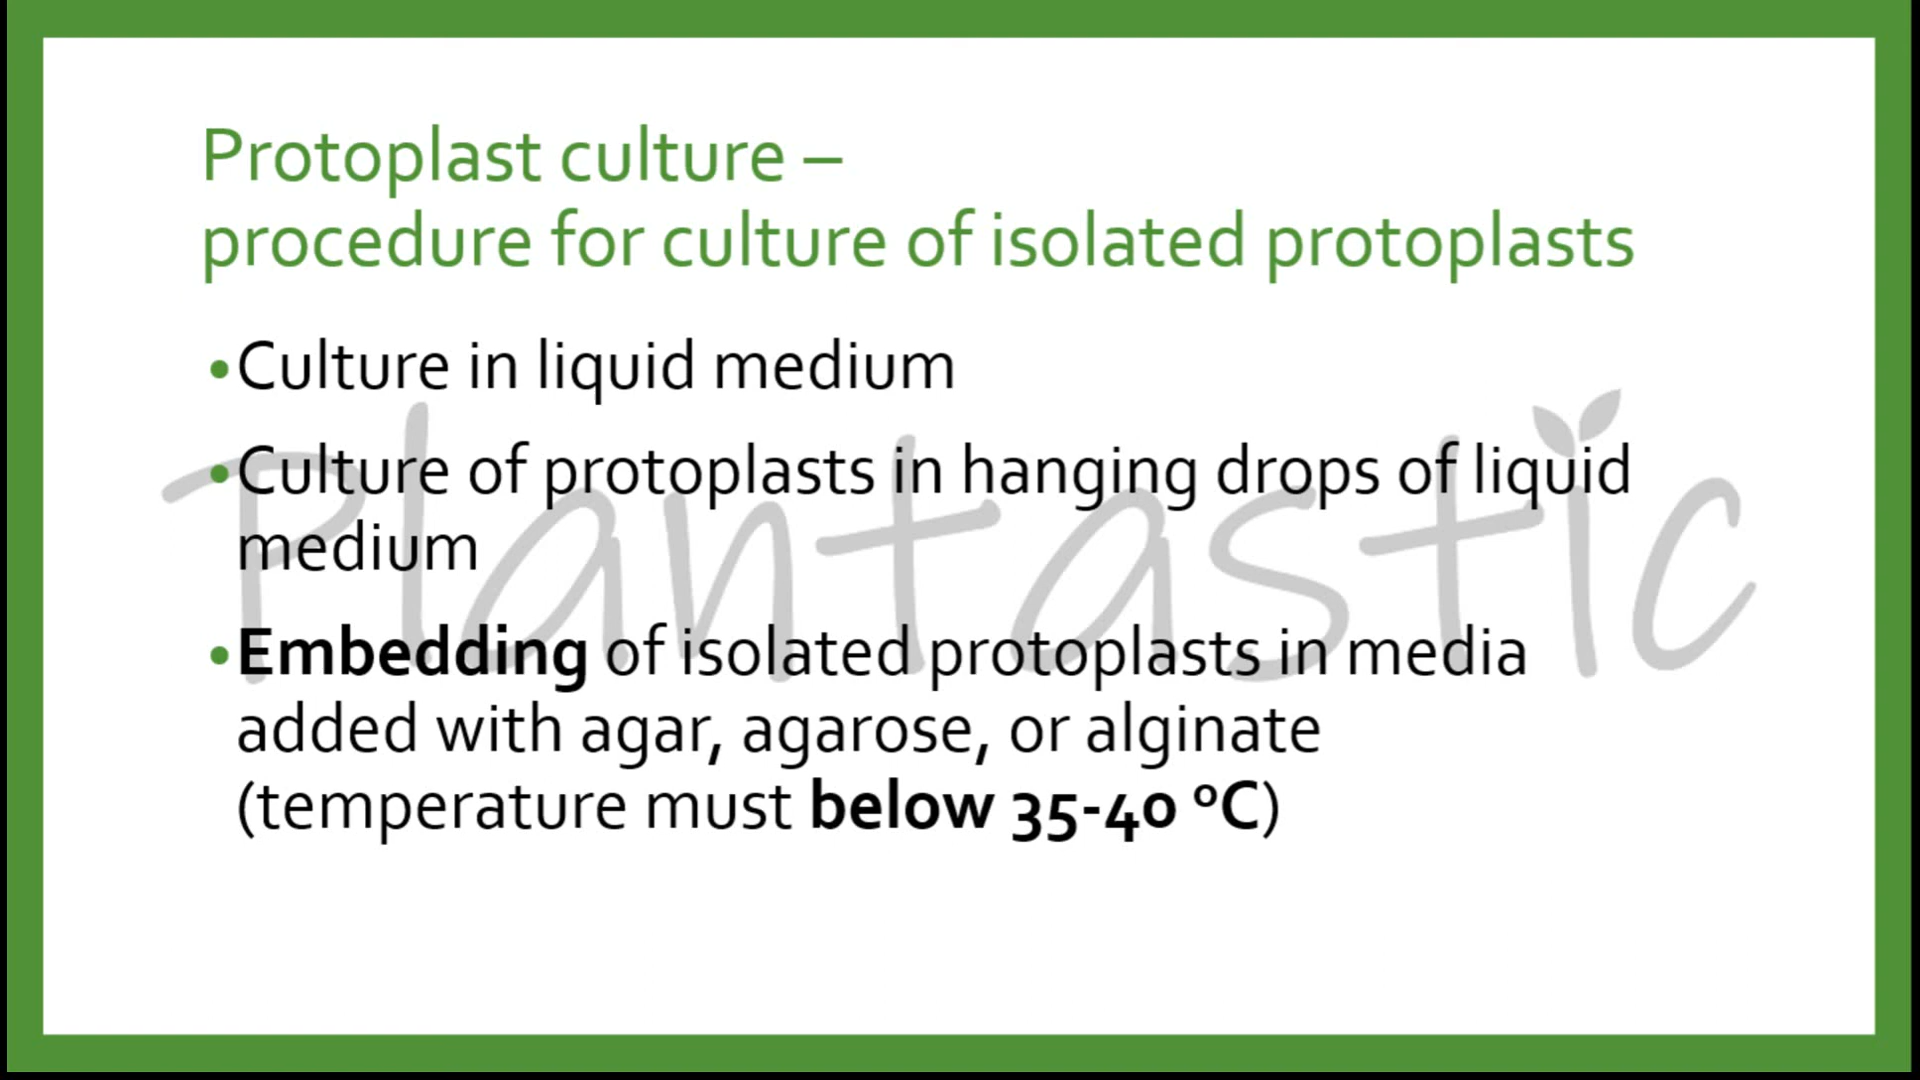 Protoplast culture –
procedure for culture of isolated protoplasts
•Culture in liquid medium
•Culture of protoplasts in hanging drops of liquid
medium
•Embedding of isolated protoplasts in media
added with agar, agarose, or alginate
(temperature must below 35-40 ºC)
Plantastic